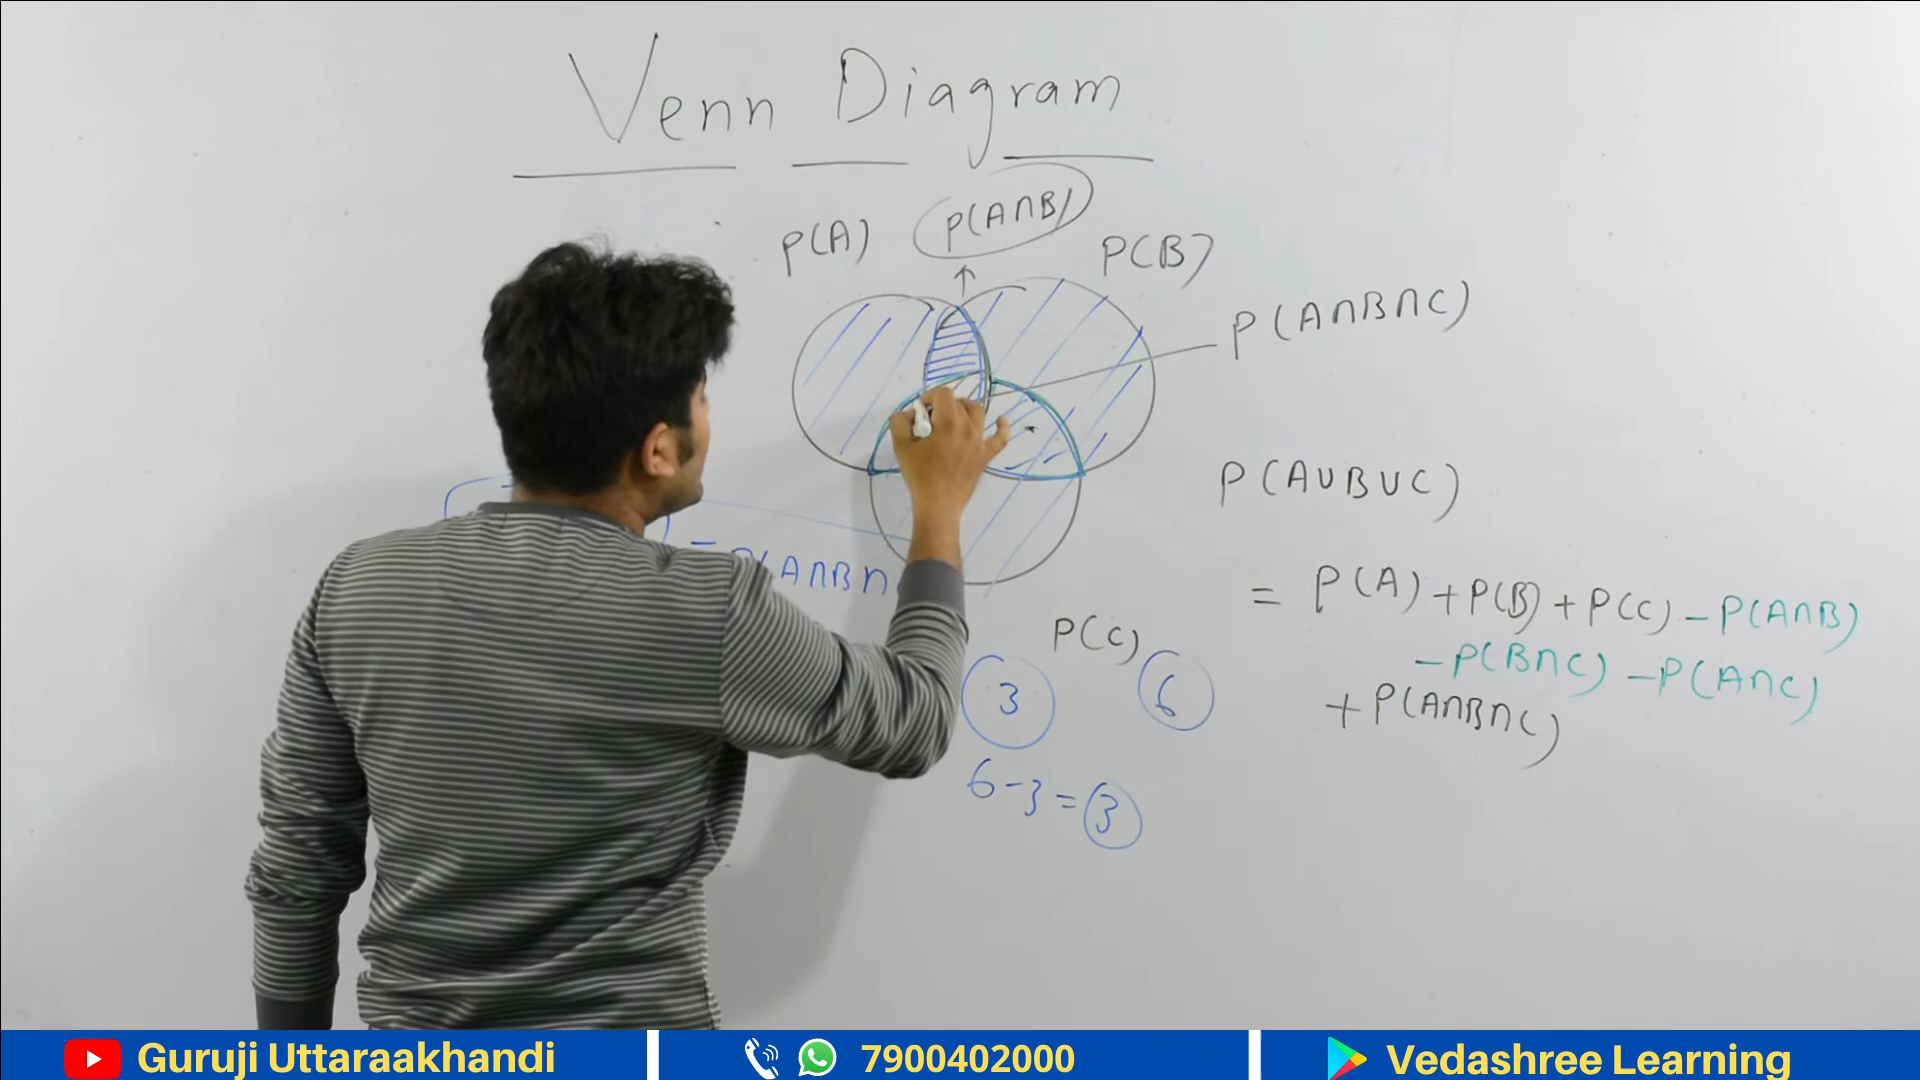 Venn Diagram
P(A) P(A∩B) P(B)
P(A∩B∩C)
P(A∪B∪C)
= P(A) + P(B) + P(C) - P(A∩B)
- P(B∩C) - P(A∩C)
+ P(A∩B∩C)
P(C)
3 6
6-3=3
Guruji Uttaraakhandi
7900402000
Vedashree Learning